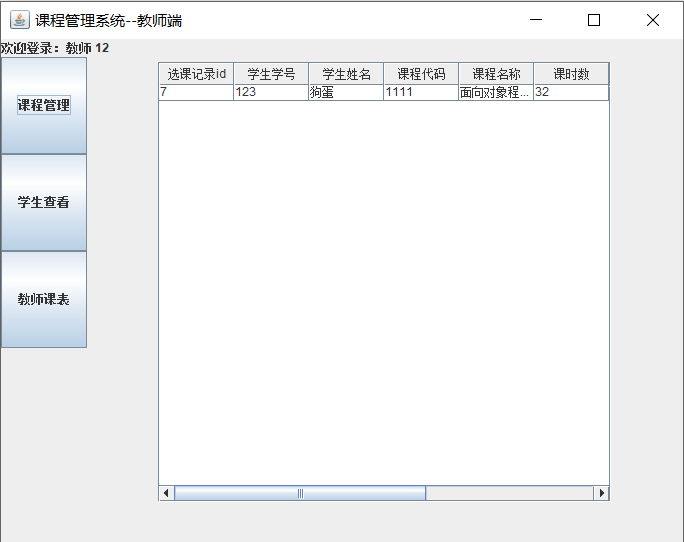 课程管理系统--教师端
欢迎登录：教师 12
课程管理
学生查看
教师课表
选课记录id 学生学号 学生姓名 课程代码 课程名称 课时数
7 123 狗蛋 1111 面向对象程... 32